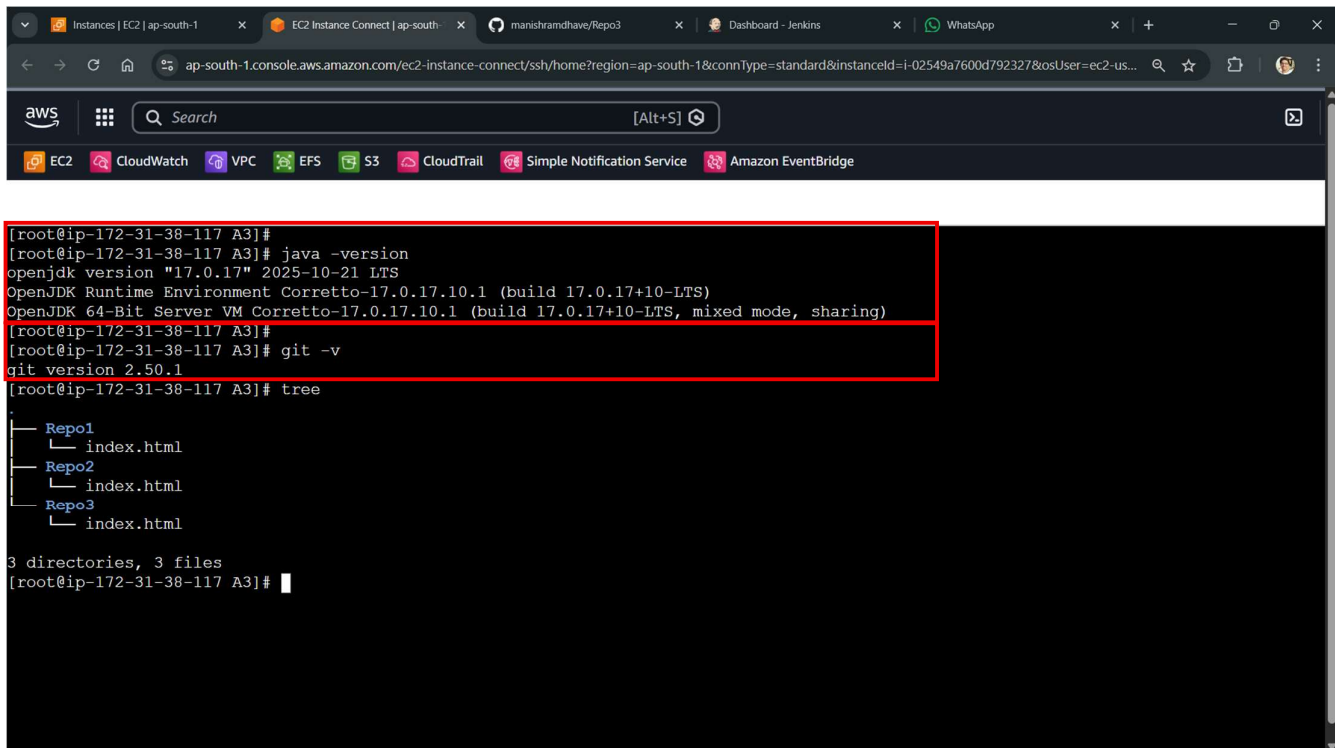 Instances | EC2 | ap-south-1
EC2 Instance Connect | ap-south-
manishramdhave/Repo3
Dashboard - Jenkins
WhatsApp
ap-south-1.console.aws.amazon.com/ec2-instance-connect/ssh/home?region=ap-south-1&connType=standard&instanceId=i-02549a7600d792327&osUser=ec2-us...
aws
Search
[Alt+S]
EC2 CloudWatch VPC EFS S3 CloudTrail Simple Notification Service Amazon EventBridge
[root@ip-172-31-38-117 A3]#
[root@ip-172-31-38-117 A3]# java -version
openjdk version "17.0.17" 2025-10-21 LTS
OpenJDK Runtime Environment Corretto-17.0.17.10.1 (build 17.0.17+10-LTS)
OpenJDK 64-Bit Server VM Corretto-17.0.17.10.1 (build 17.0.17+10-LTS, mixed mode, sharing)
[root@ip-172-31-38-117 A3]#
[root@ip-172-31-38-117 A3]# git -v
git version 2.50.1
[root@ip-172-31-38-117 A3]# tree
.
├── Repo1
│   └── index.html
├── Repo2
│   └── index.html
└── Repo3
    └── index.html
3 directories, 3 files
[root@ip-172-31-38-117 A3]#